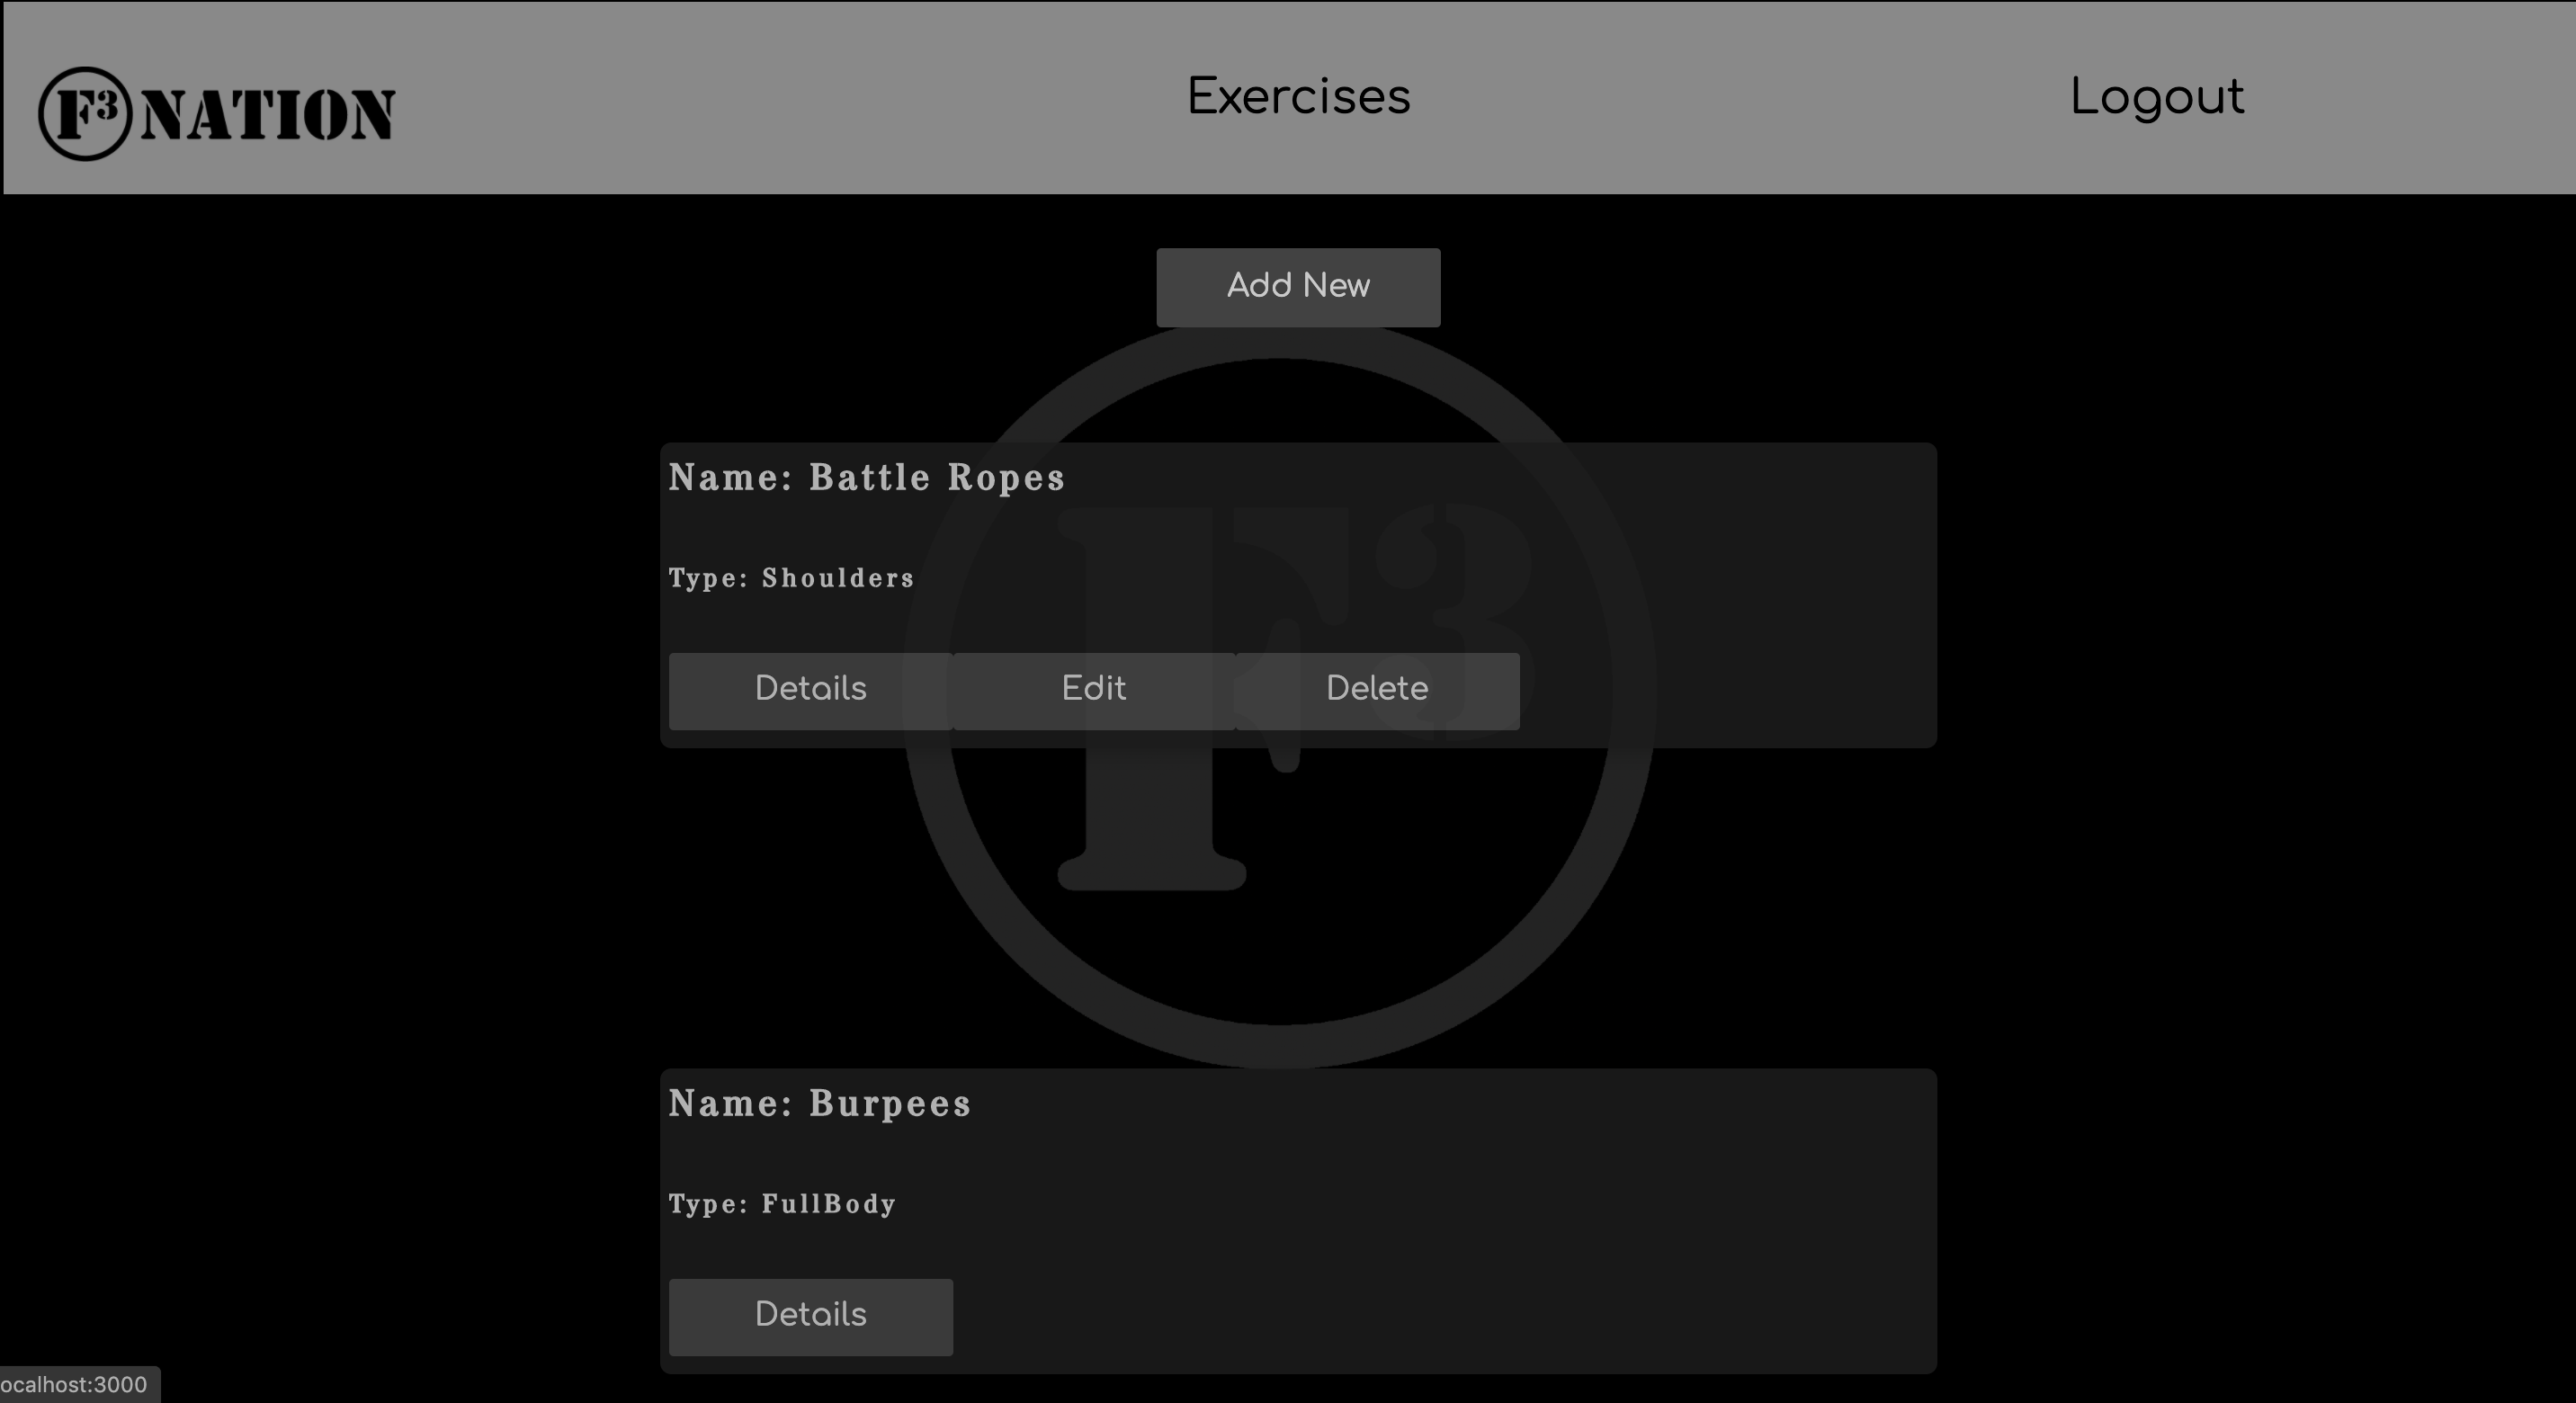 F3 NATION
Exercises
Logout
Add New
F3
Name: Battle Ropes
Type: Shoulders
Details
Edit
Delete
Name: Burpees
Type: FullBody
Details
ocalhost:3000